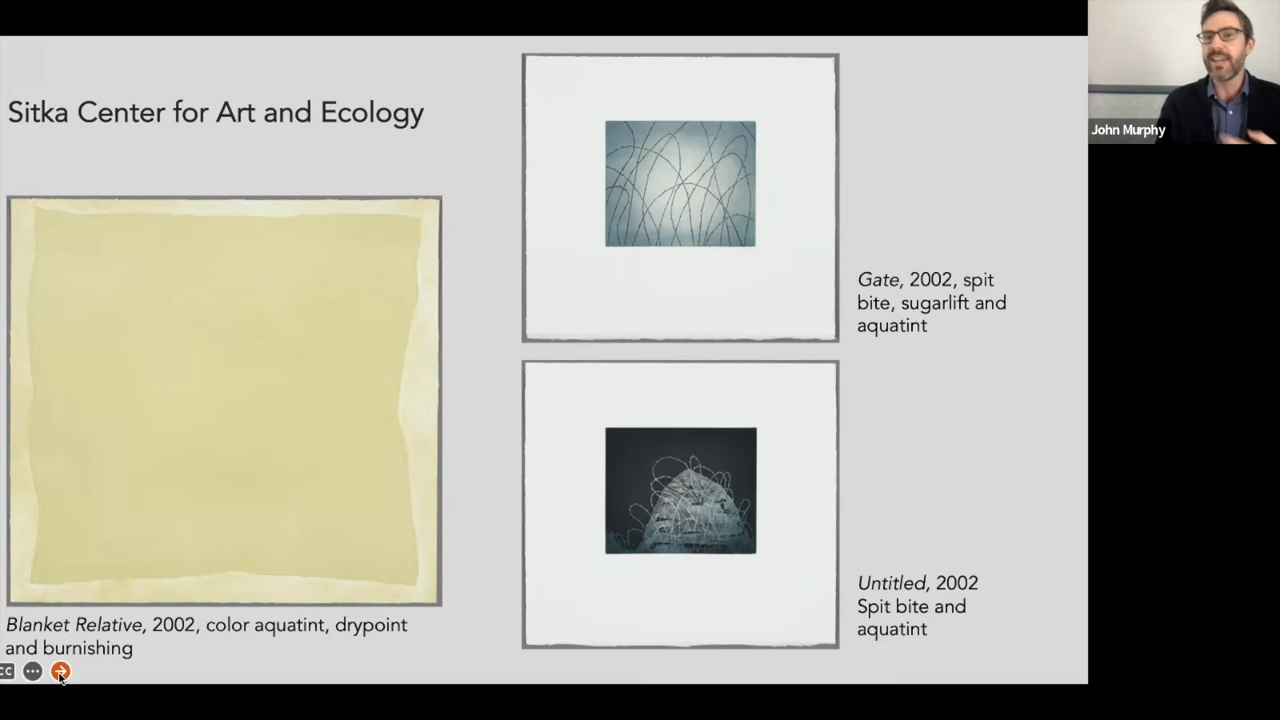 Sitka Center for Art and Ecology
John Murphy
Gate, 2002, spit
bite, sugarlift and
aquatint
Untitled, 2002
Spit bite and
aquatint
Blanket Relative, 2002, color aquatint, drypoint
and burnishing
CC